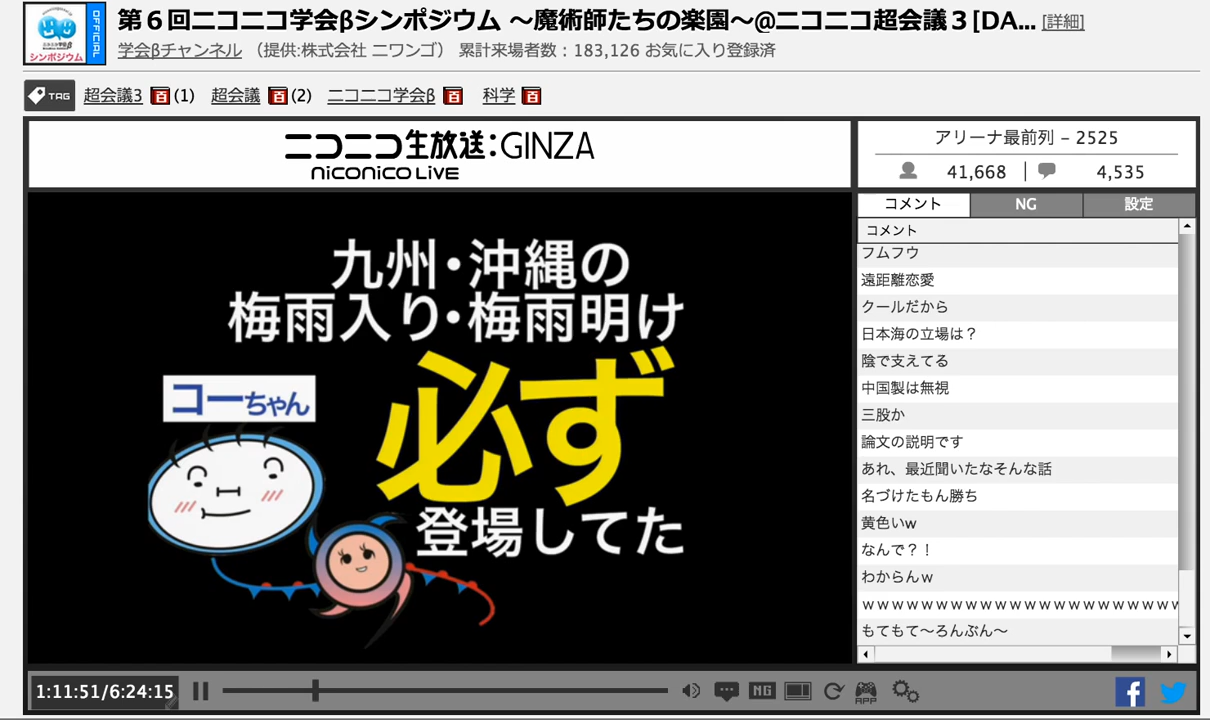 第６回ニコニコ学会βシンポジウム ～魔術師たちの楽園～@ニコニコ超会議３[DA... [詳細]
シンポジウム
OFFICIAL
学会βチャンネル （提供:株式会社 ニワンゴ） 累計来場者数：183,126 お気に入り登録済
TAG 超会議3 百 (1) 超会議 百 (2) ニコニコ学会β 百 科学 百
ニコニコ生放送：GINZA
niconico LIVE
アリーナ最前列 − 2525
41,668 | 4,535
コメント NG 設定
コメント
フムフウ
遠距離恋愛
クールだから
日本海の立場は？
陰で支えてる
中国製は無視
三股か
論文の説明です
あれ、最近聞いたなそんな話
名づけたもん勝ち
黄色いw
なんで？！
わからんｗ
ｗｗｗｗｗｗｗｗｗｗｗｗｗｗｗｗｗｗｗｗｗｗ
もてもて～ろんぶん～
九州・沖縄の
梅雨入り・梅雨明け
必ず
コーちゃん
登場してた
1:11:51/6:24:15
NG
APP